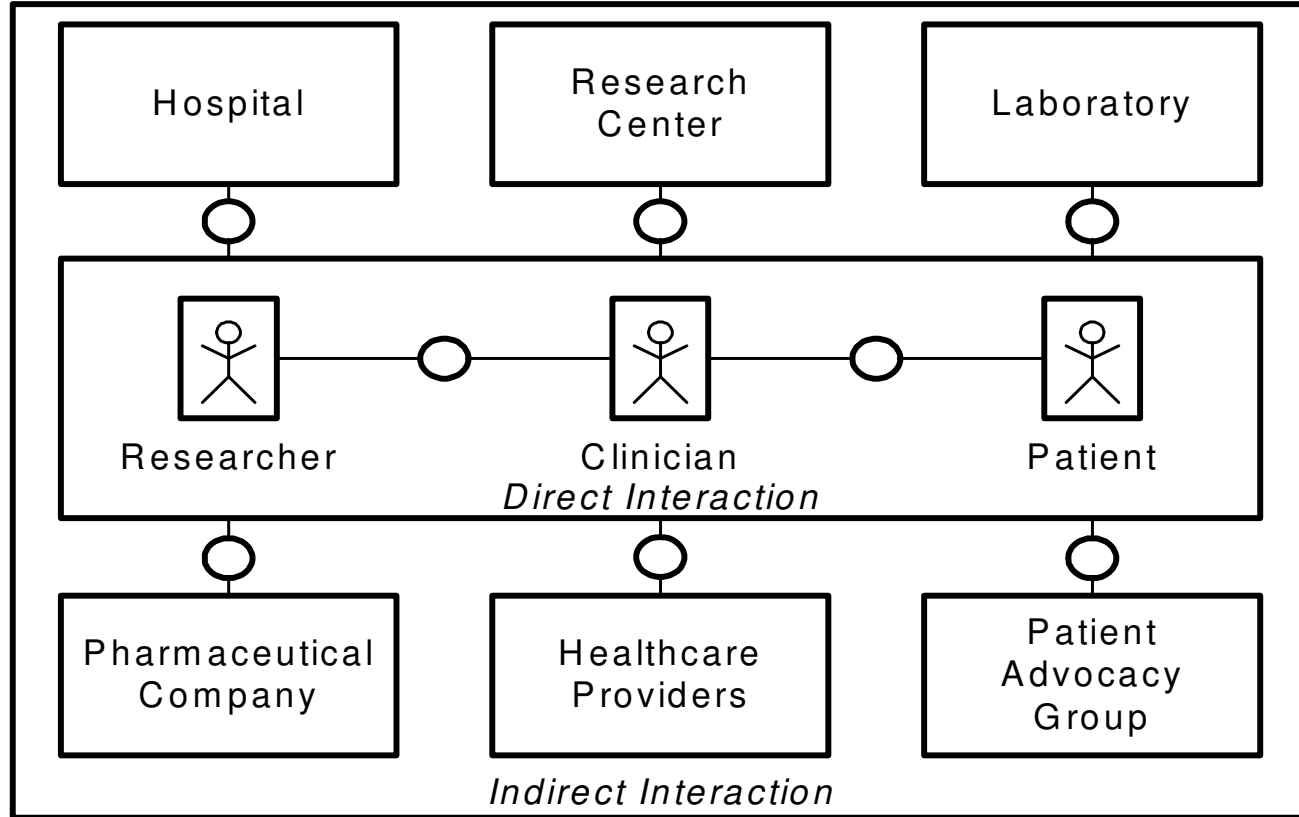 Hospital
Research
Center
Laboratory
Researcher
Clinician
Patient
Direct Interaction
Pharmaceutical
Company
Healthcare
Providers
Patient
Advocacy
Group
Indirect Interaction